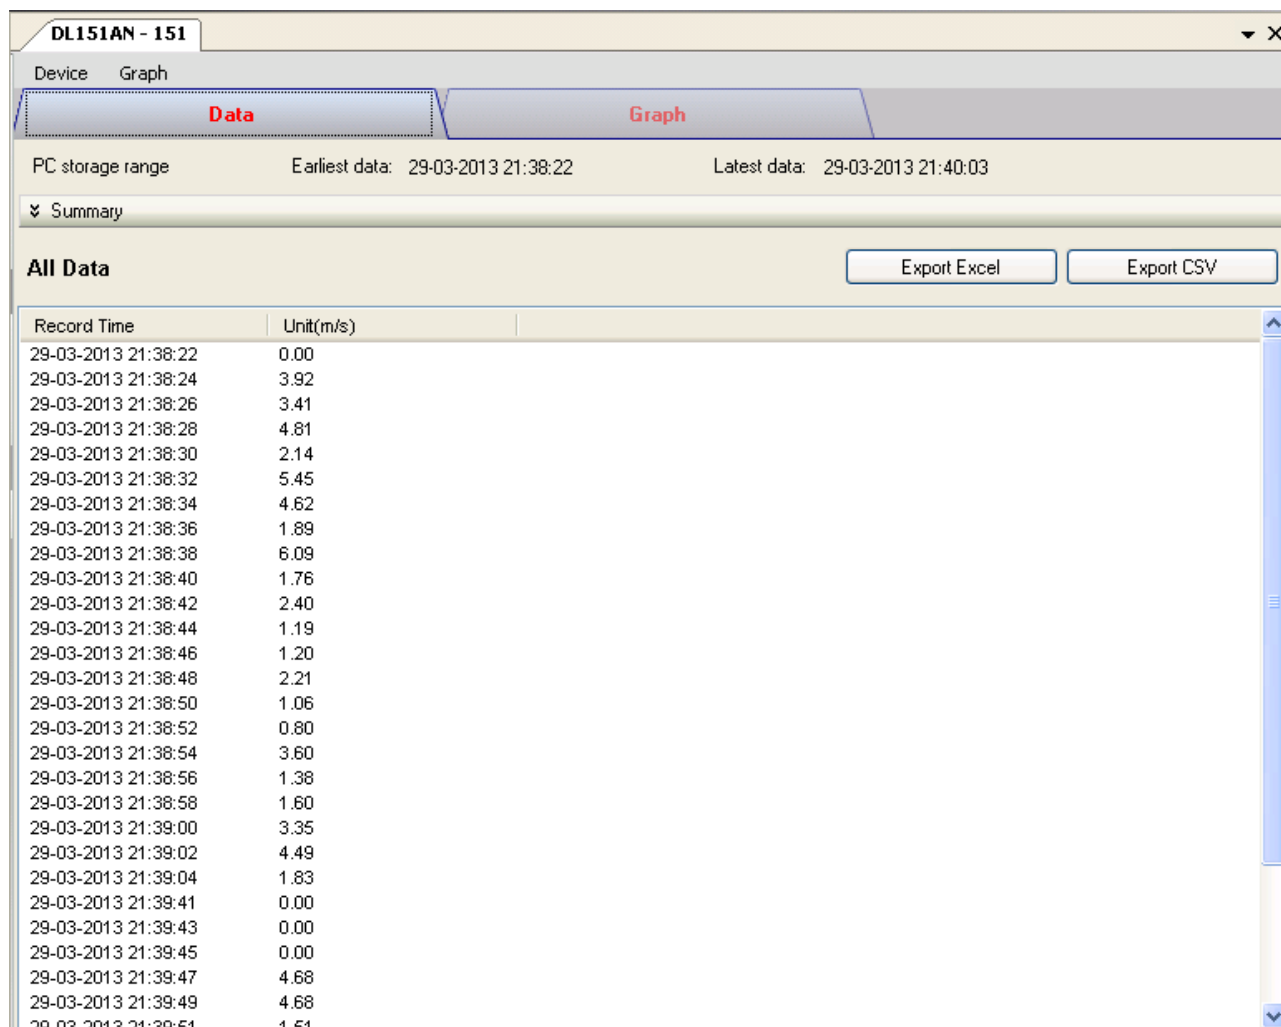 DL151AN - 151
Device Graph
Data Graph
PC storage range Earliest data: 29-03-2013 21:38:22 Latest data: 29-03-2013 21:40:03
Summary
All Data Export Excel Export CSV
Record Time Unit(m/s)
29-03-2013 21:38:22 0.00
29-03-2013 21:38:24 3.92
29-03-2013 21:38:26 3.41
29-03-2013 21:38:28 4.81
29-03-2013 21:38:30 2.14
29-03-2013 21:38:32 5.45
29-03-2013 21:38:34 4.62
29-03-2013 21:38:36 1.89
29-03-2013 21:38:38 6.09
29-03-2013 21:38:40 1.76
29-03-2013 21:38:42 2.40
29-03-2013 21:38:44 1.19
29-03-2013 21:38:46 1.20
29-03-2013 21:38:48 2.21
29-03-2013 21:38:50 1.06
29-03-2013 21:38:52 0.80
29-03-2013 21:38:54 3.60
29-03-2013 21:38:56 1.38
29-03-2013 21:38:58 1.60
29-03-2013 21:39:00 3.35
29-03-2013 21:39:02 4.49
29-03-2013 21:39:04 1.83
29-03-2013 21:39:41 0.00
29-03-2013 21:39:43 0.00
29-03-2013 21:39:45 0.00
29-03-2013 21:39:47 4.68
29-03-2013 21:39:49 4.68
29-03-2013 21:39:51 1.51